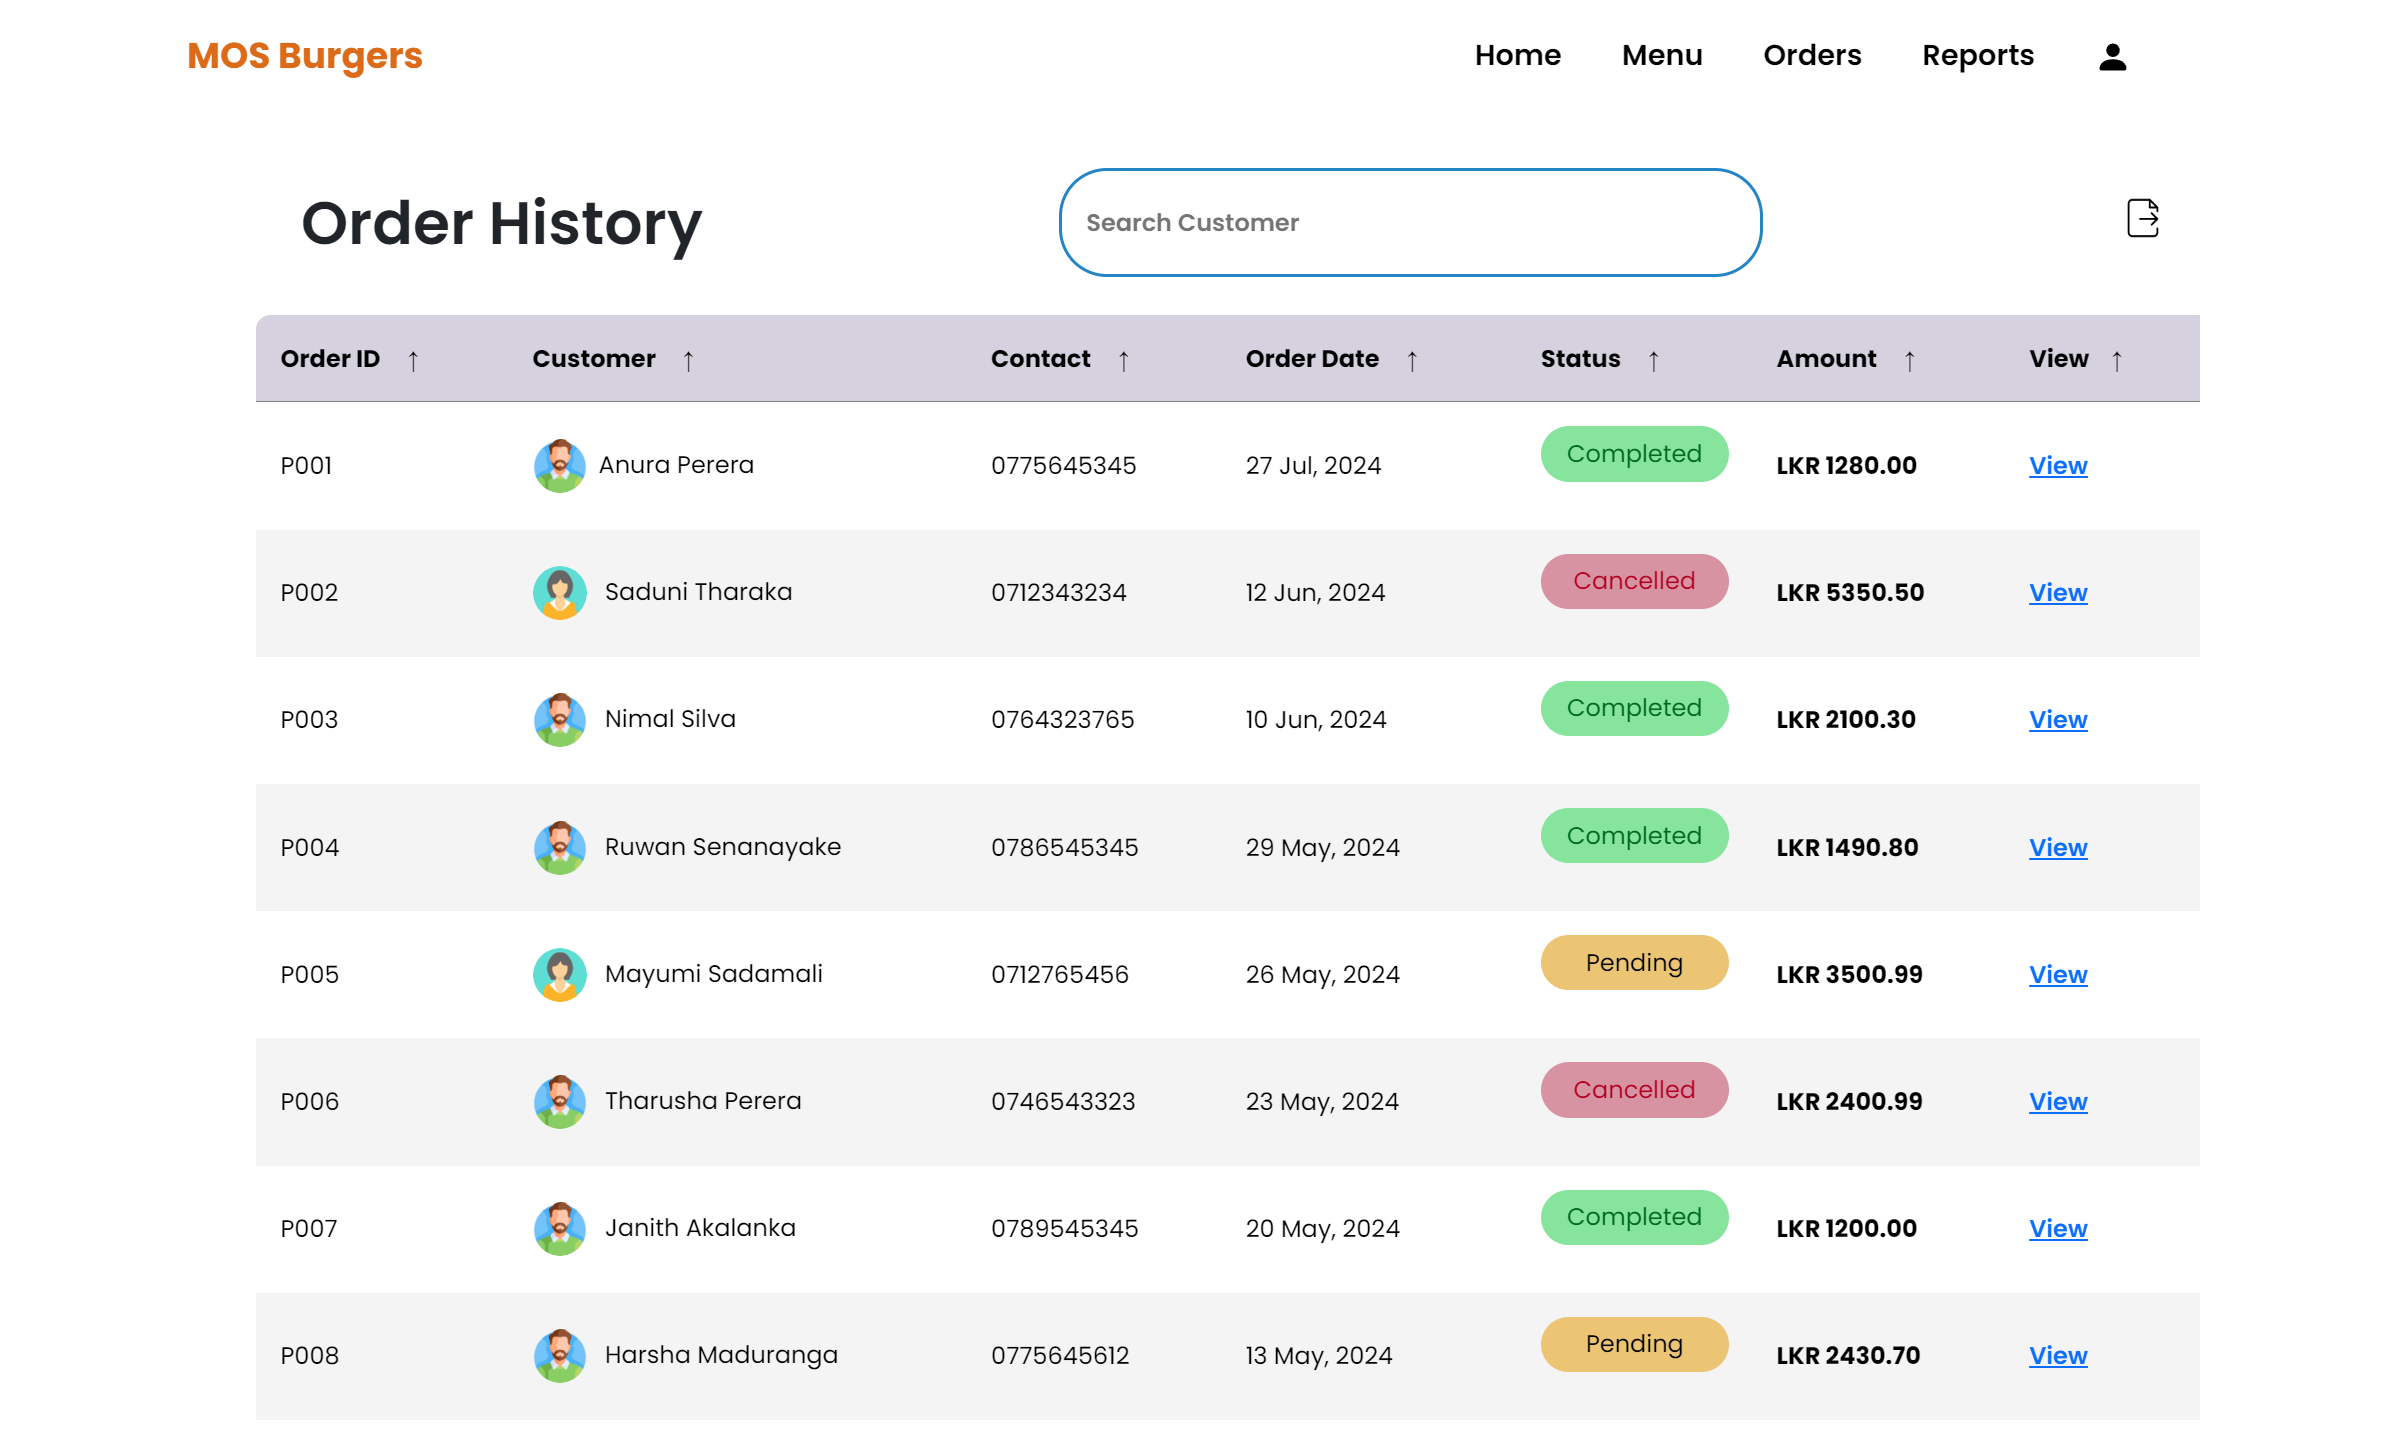 MOS Burgers Home Menu Orders Reports
Order History Search Customer
Order ID ↑ Customer ↑ Contact ↑ Order Date ↑ Status ↑ Amount ↑ View ↑
P001 Anura Perera 0775645345 27 Jul, 2024 Completed LKR 1280.00 View
P002 Saduni Tharaka 0712343234 12 Jun, 2024 Cancelled LKR 5350.50 View
P003 Nimal Silva 0764323765 10 Jun, 2024 Completed LKR 2100.30 View
P004 Ruwan Senanayake 0786545345 29 May, 2024 Completed LKR 1490.80 View
P005 Mayumi Sadamali 0712765456 26 May, 2024 Pending LKR 3500.99 View
P006 Tharusha Perera 0746543323 23 May, 2024 Cancelled LKR 2400.99 View
P007 Janith Akalanka 0789545345 20 May, 2024 Completed LKR 1200.00 View
P008 Harsha Maduranga 0775645612 13 May, 2024 Pending LKR 2430.70 View